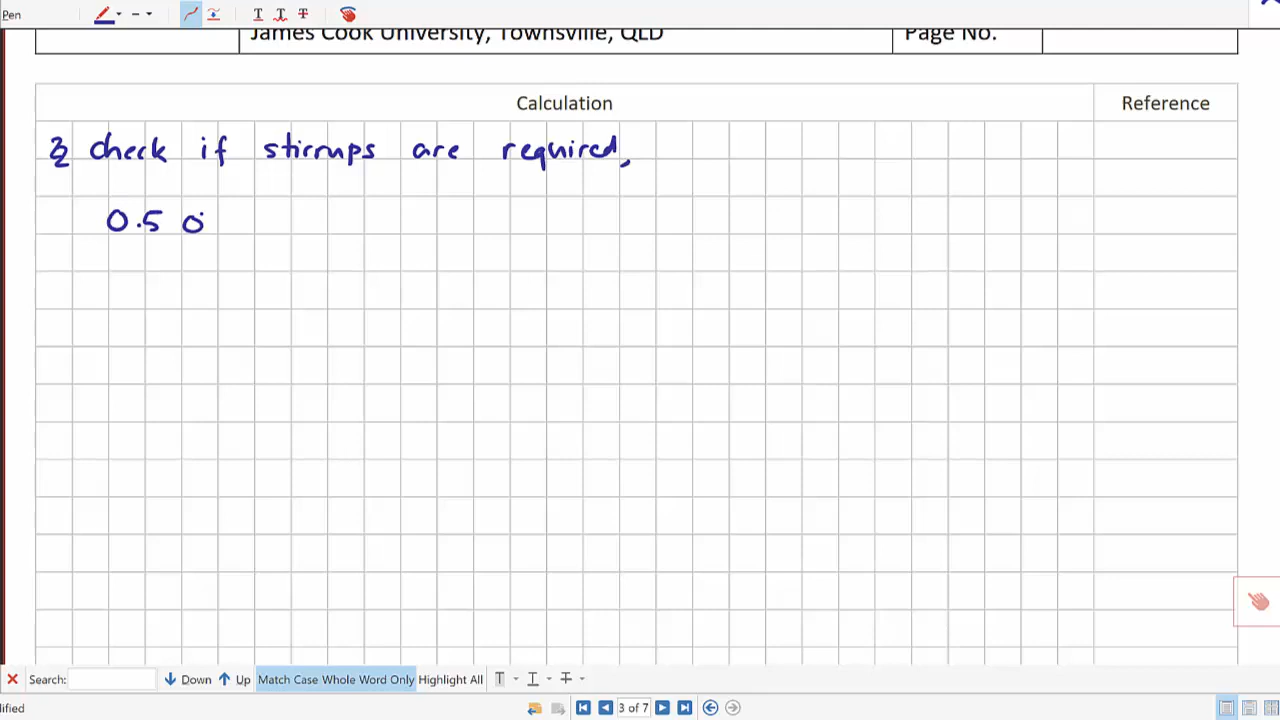 Pen
T T T
James Cook University, Townsville, QLD Page No.
Calculation Reference
check if stirrups are required,
0.5
Search: Down Up Match Case Whole Word Only Highlight All T T T
ified 3 of 7